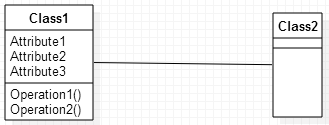 Class1
Attribute1
Attribute2
Attribute3
Operation1()
Operation2()
Class2